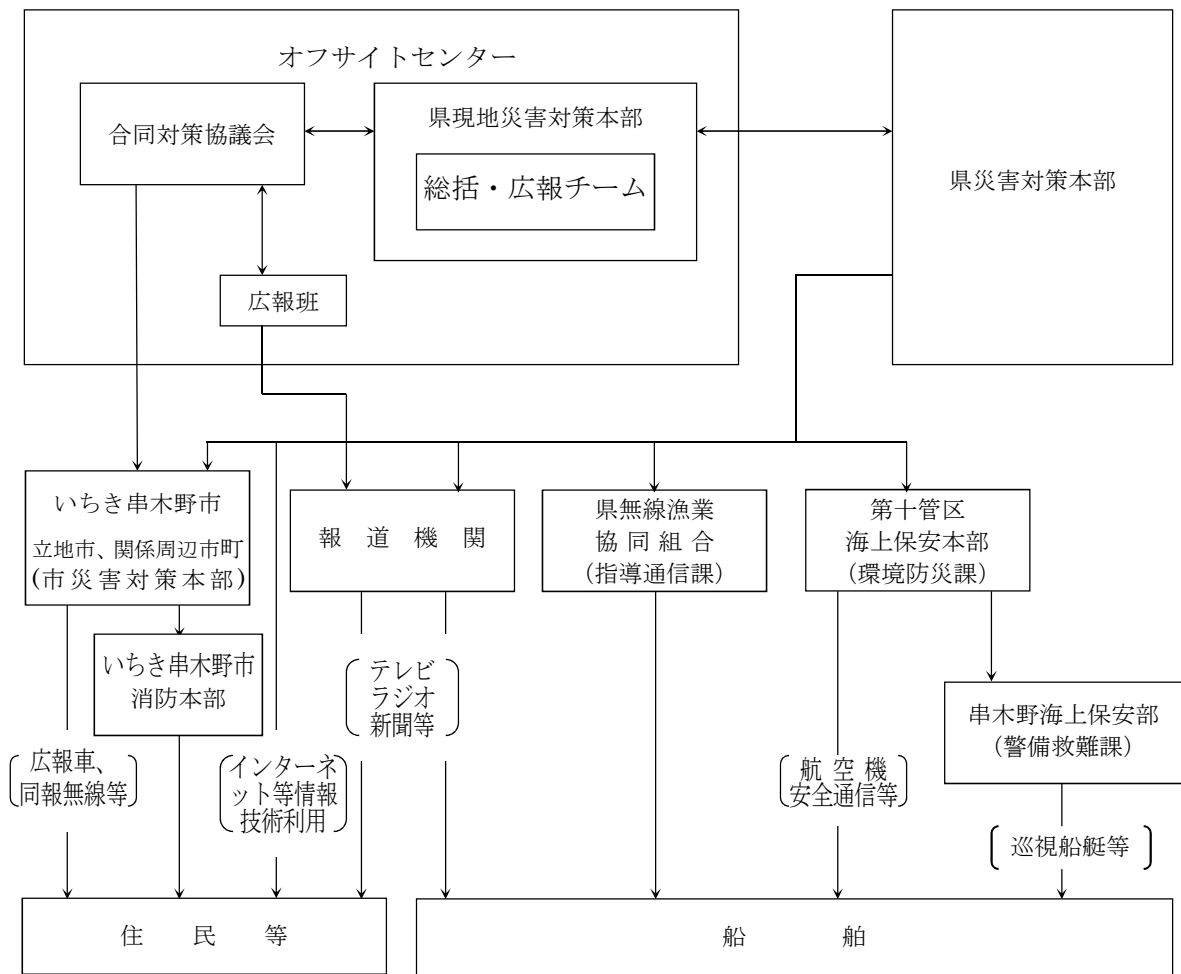 オフサイトセンター
合同対策協議会
県現地災害対策本部
総括・広報チーム
県災害対策本部
広報班
いちき串木野市
立地市、関係周辺市町
(市災害対策本部)
報道機関
県無線漁業
協同組合
(指導通信課)
第十管区
海上保安本部
(環境防災課)
いちき串木野市
消防本部
テレビ
ラジオ
新聞等
串木野海上保安部
(警備救難課)
広報車、
同報無線等
インターネ
ット等情報
技術利用
航空機
安全通信等
巡視船艇等
住民等
船舶